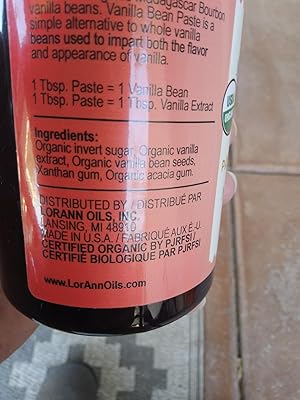 Madagascar Bourbon
vanilla beans. Vanilla Bean Paste is a
simple alternative to whole vanilla
beans used to impart both the flavor
and appearance of vanilla.
1 Tbsp. Paste = 1 Vanilla Bean
1 Tbsp. Paste = 1 Tbsp. Vanilla Extract
Ingredients:
Organic invert sugar, Organic vanilla
extract, Organic vanilla bean seeds,
Xanthan gum, Organic acacia gum.
DISTRIBUTED BY / DISTRIBUÉ PAR
LORANN OILS, INC.
LANSING, MI 48910
MADE IN U.S.A. / FABRIQUÉ AUX É-U.
CERTIFIED ORGANIC BY PJRFSI /
CERTIFIÉ BIOLOGIQUE PAR PJRFSI
www.LorAnnOils.com
USDA